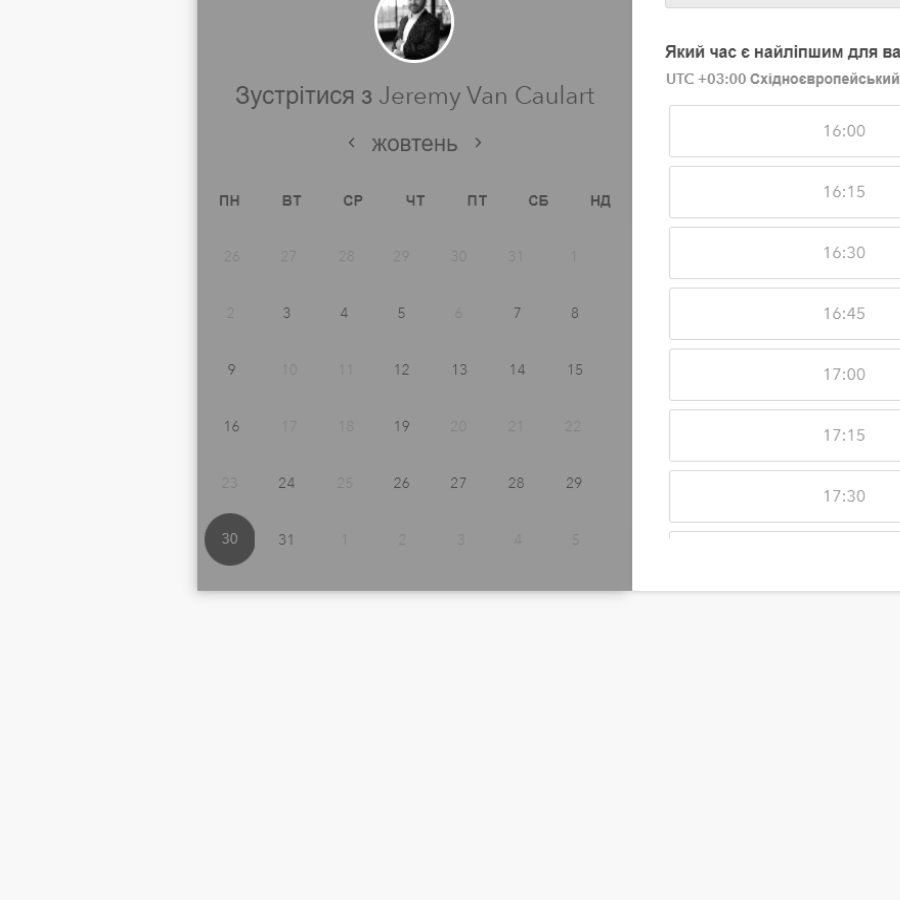 Зустрітися з Jeremy Van Caulart
‹ жовтень ›
ПН ВТ СР ЧТ ПТ СБ НД
26 27 28 29 30 31 1
2 3 4 5 6 7 8
9 10 11 12 13 14 15
16 17 18 19 20 21 22
23 24 25 26 27 28 29
30 31 1 2 3 4 5
Який час є найліпшим для ва
UTC +03:00 Східноєвропейський
16:00
16:15
16:30
16:45
17:00
17:15
17:30